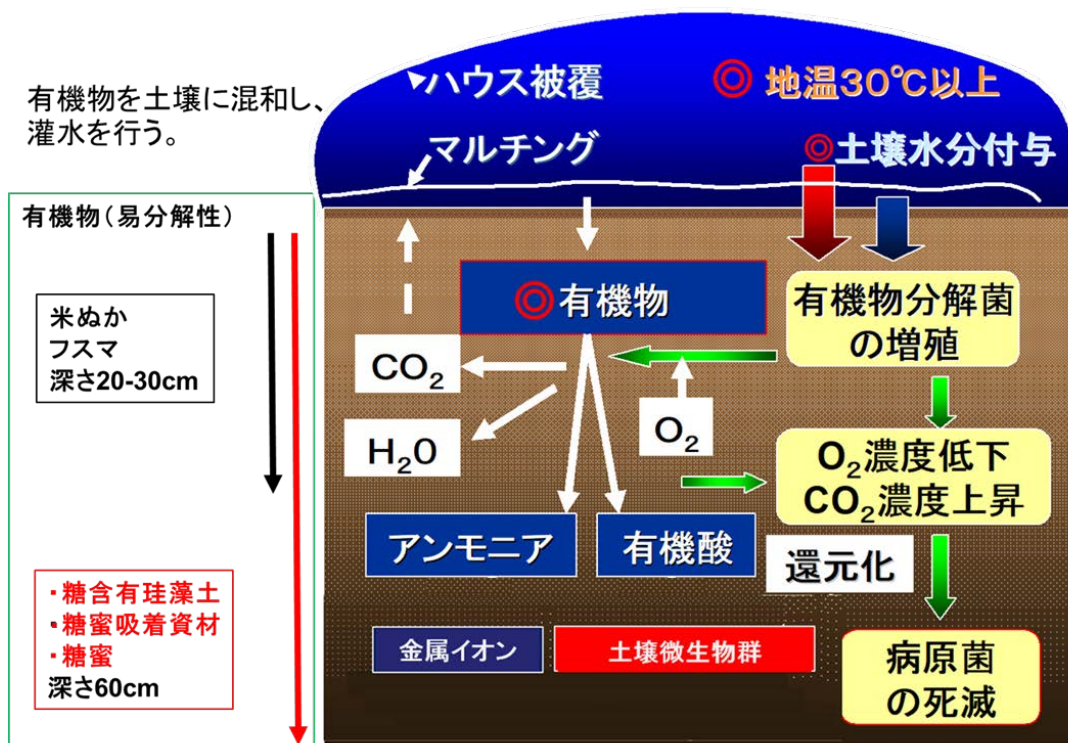 有機物を土壌に混和し、
灌水を行う。
ハウス被覆
◎ 地温30℃以上
マルチング
◎土壌水分付与
有機物(易分解性)
米ぬか
フスマ
深さ20-30cm
・糖含有珪藻土
・糖蜜吸着資材
・糖蜜
深さ60cm
◎有機物
有機物分解菌
の増殖
CO₂
H₂O
O₂
O₂濃度低下
CO₂濃度上昇
アンモニア
有機酸
還元化
金属イオン
土壌微生物群
病原菌
の死滅